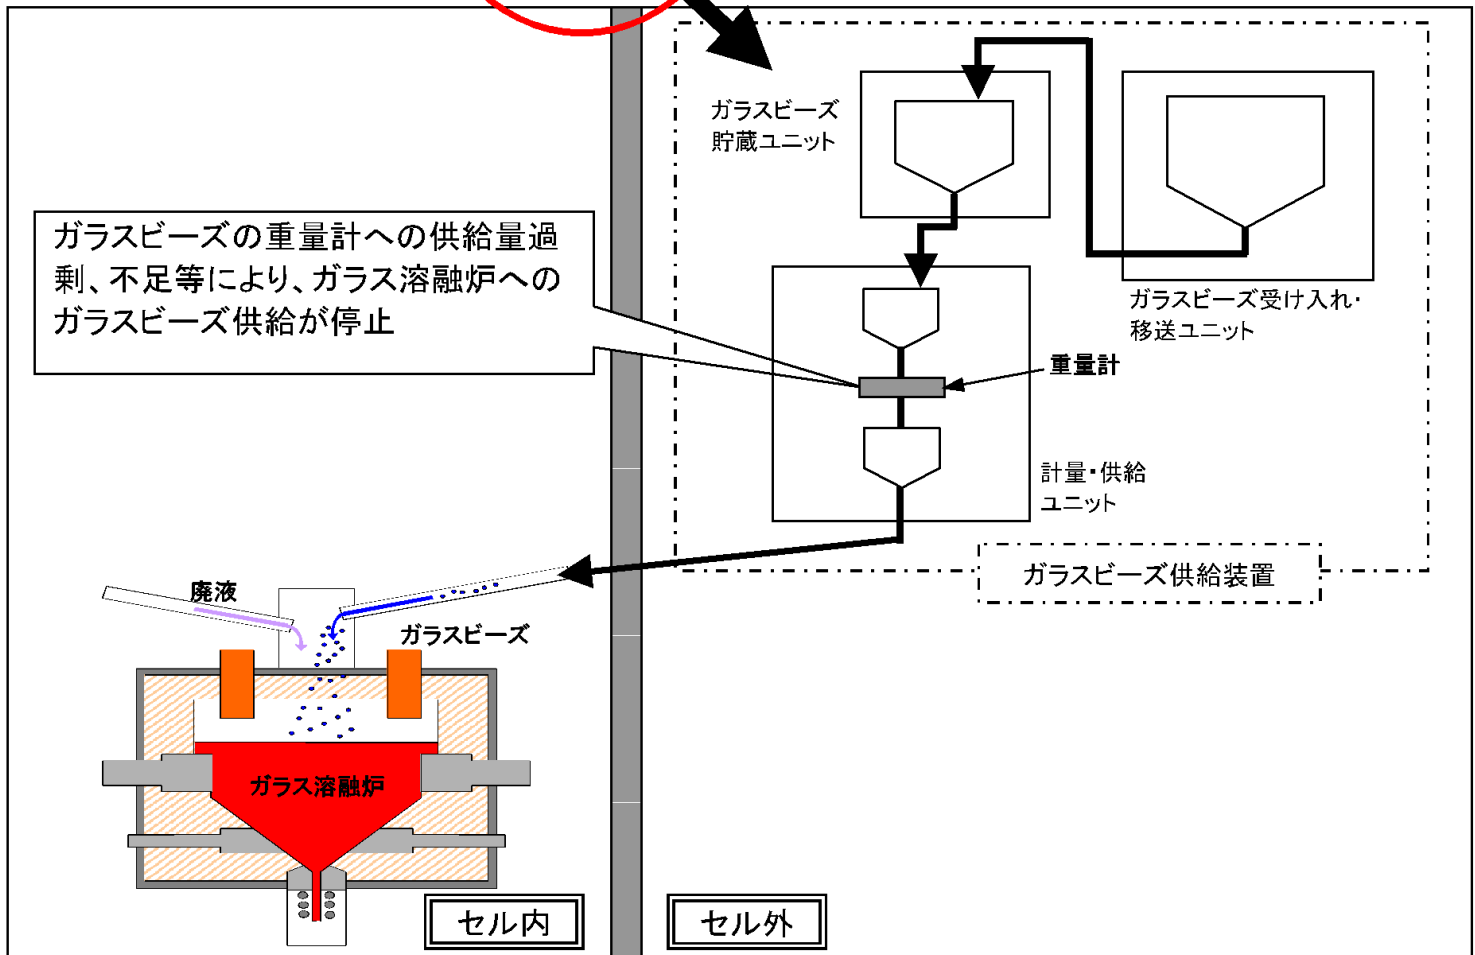 ガラスビーズ
貯蔵ユニット
ガラスビーズの重量計への供給量過
剰、不足等により、ガラス溶融炉への
ガラスビーズ供給が停止
ガラスビーズ受け入れ・
移送ユニット
重量計
計量・供給
ユニット
ガラスビーズ供給装置
廃液
ガラスビーズ
ガラス溶融炉
セル内
セル外